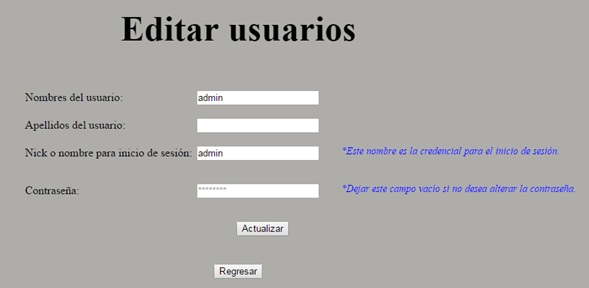 Editar usuarios
Nombres del usuario: admin
Apellidos del usuario:
Nick o nombre para inicio de sesión: admin *Este nombre es la credencial para el inicio de sesión.
Contraseña: ******** *Dejar este campo vacio si no desea alterar la contraseña.
Actualizar
Regresar